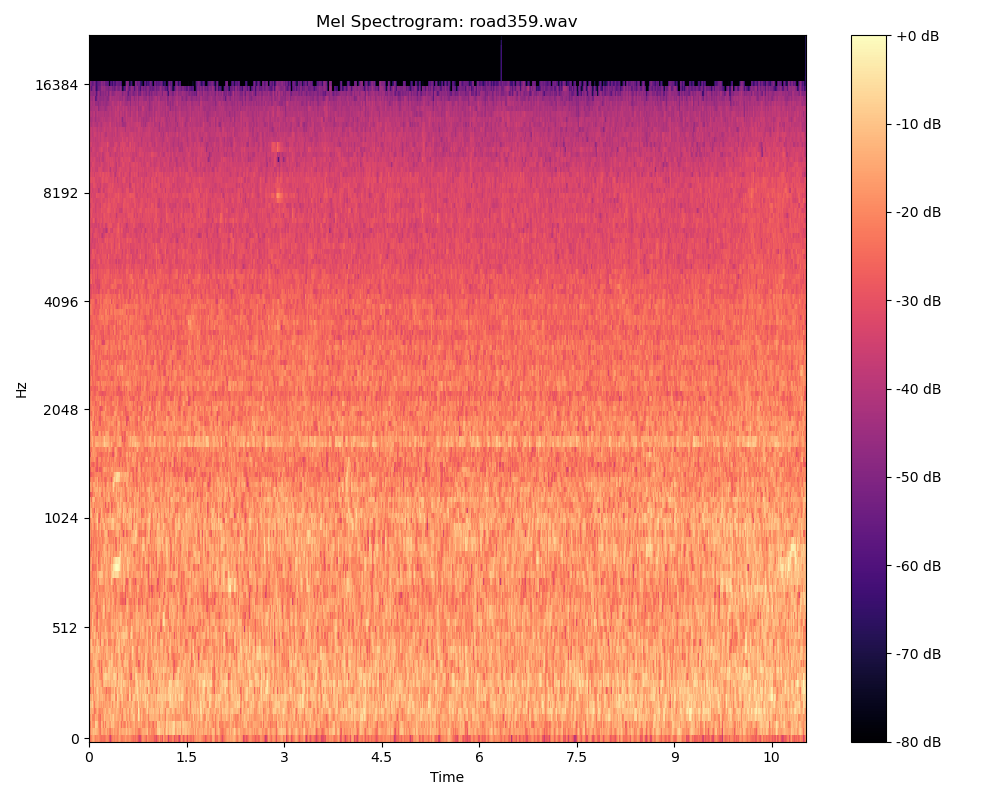 Mel Spectrogram: road359.wav
+0 dB
16384
-10 dB
8192
-20 dB
4096
-30 dB
Hz
2048
-40 dB
-50 dB
1024
-60 dB
512
-70 dB
0
-80 dB
0 1.5 3 4.5 6 7.5 9 10
Time